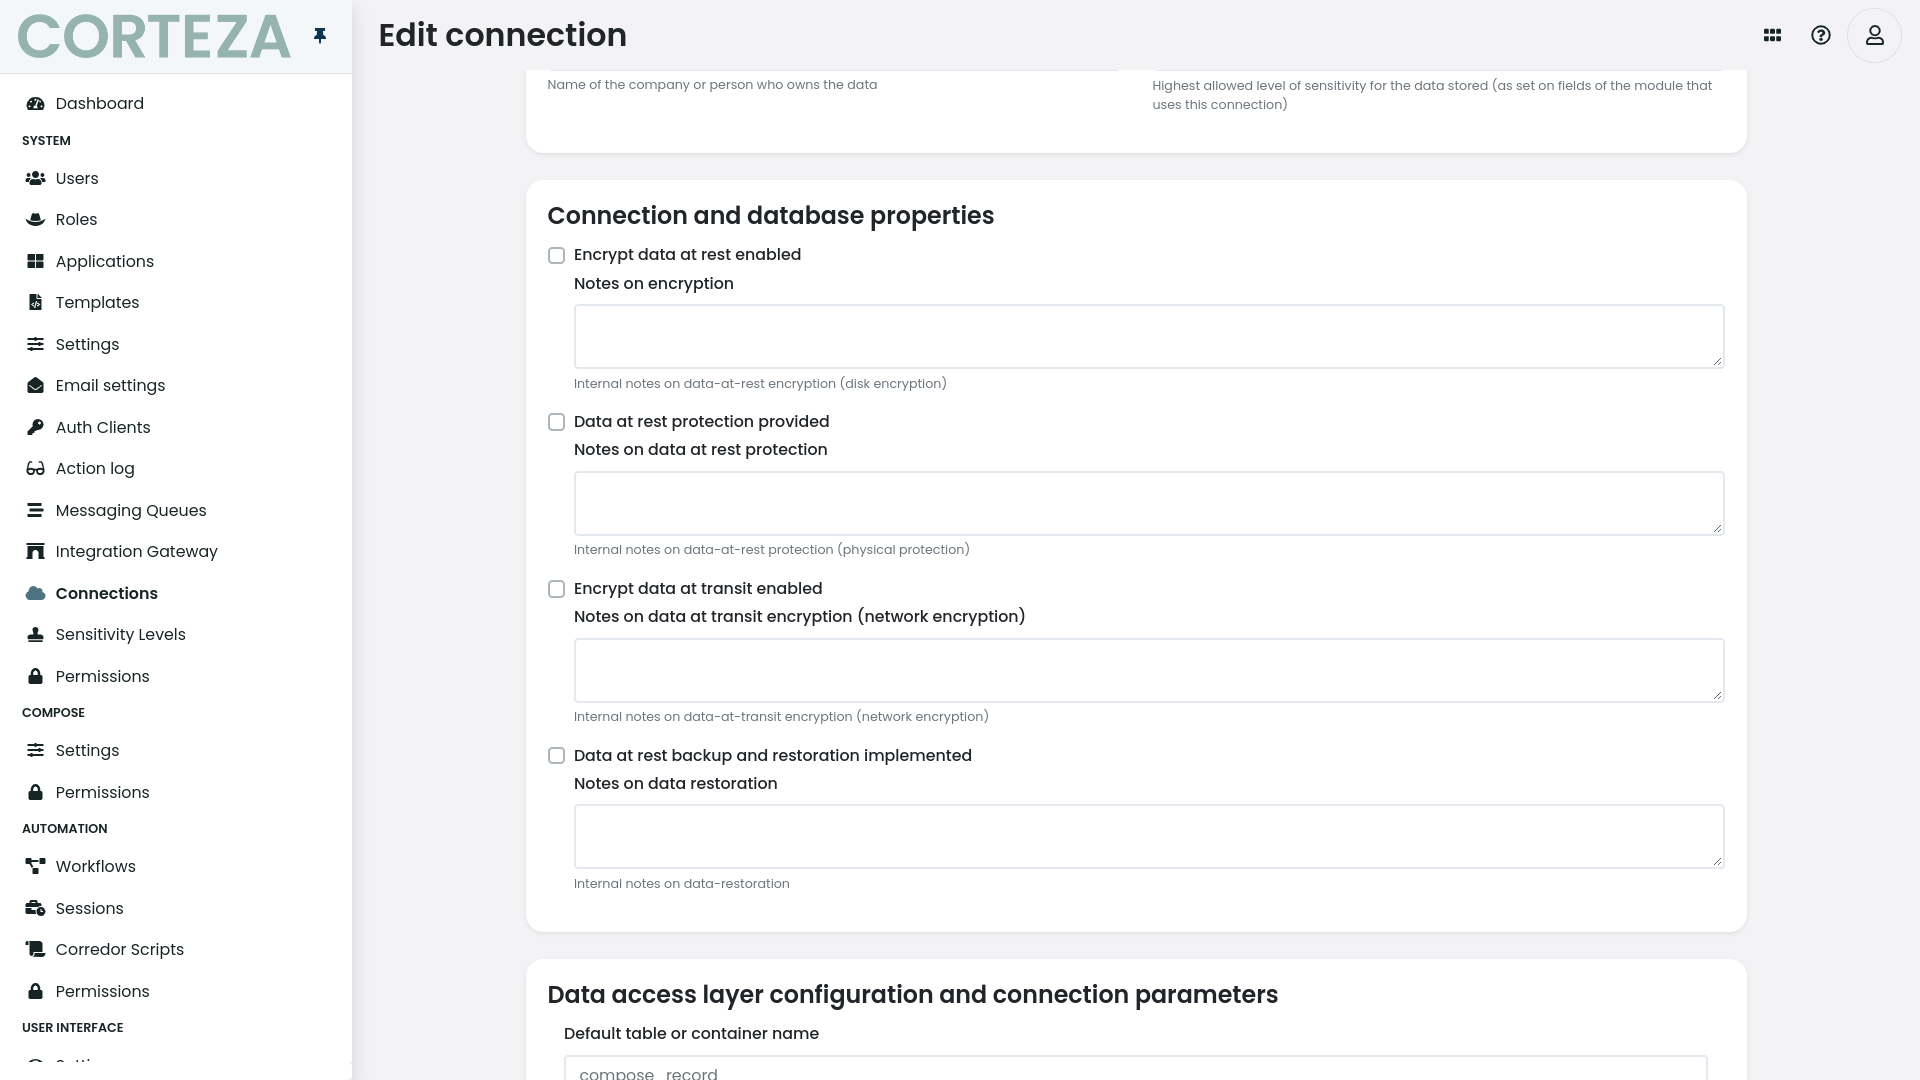 CORTEZA
Edit connection
Dashboard
SYSTEM
Users
Roles
Applications
Templates
Settings
Email settings
Auth Clients
Action log
Messaging Queues
Integration Gateway
Connections
Sensitivity Levels
Permissions
COMPOSE
Settings
Permissions
AUTOMATION
Workflows
Sessions
Corredor Scripts
Permissions
USER INTERFACE
Name of the company or person who owns the data
Highest allowed level of sensitivity for the data stored (as set on fields of the module that
uses this connection)
Connection and database properties
Encrypt data at rest enabled
Notes on encryption
Internal notes on data-at-rest encryption (disk encryption)
Data at rest protection provided
Notes on data at rest protection
Internal notes on data-at-rest protection (physical protection)
Encrypt data at transit enabled
Notes on data at transit encryption (network encryption)
Internal notes on data-at-transit encryption (network encryption)
Data at rest backup and restoration implemented
Notes on data restoration
Internal notes on data-restoration
Data access layer configuration and connection parameters
Default table or container name
compose_record